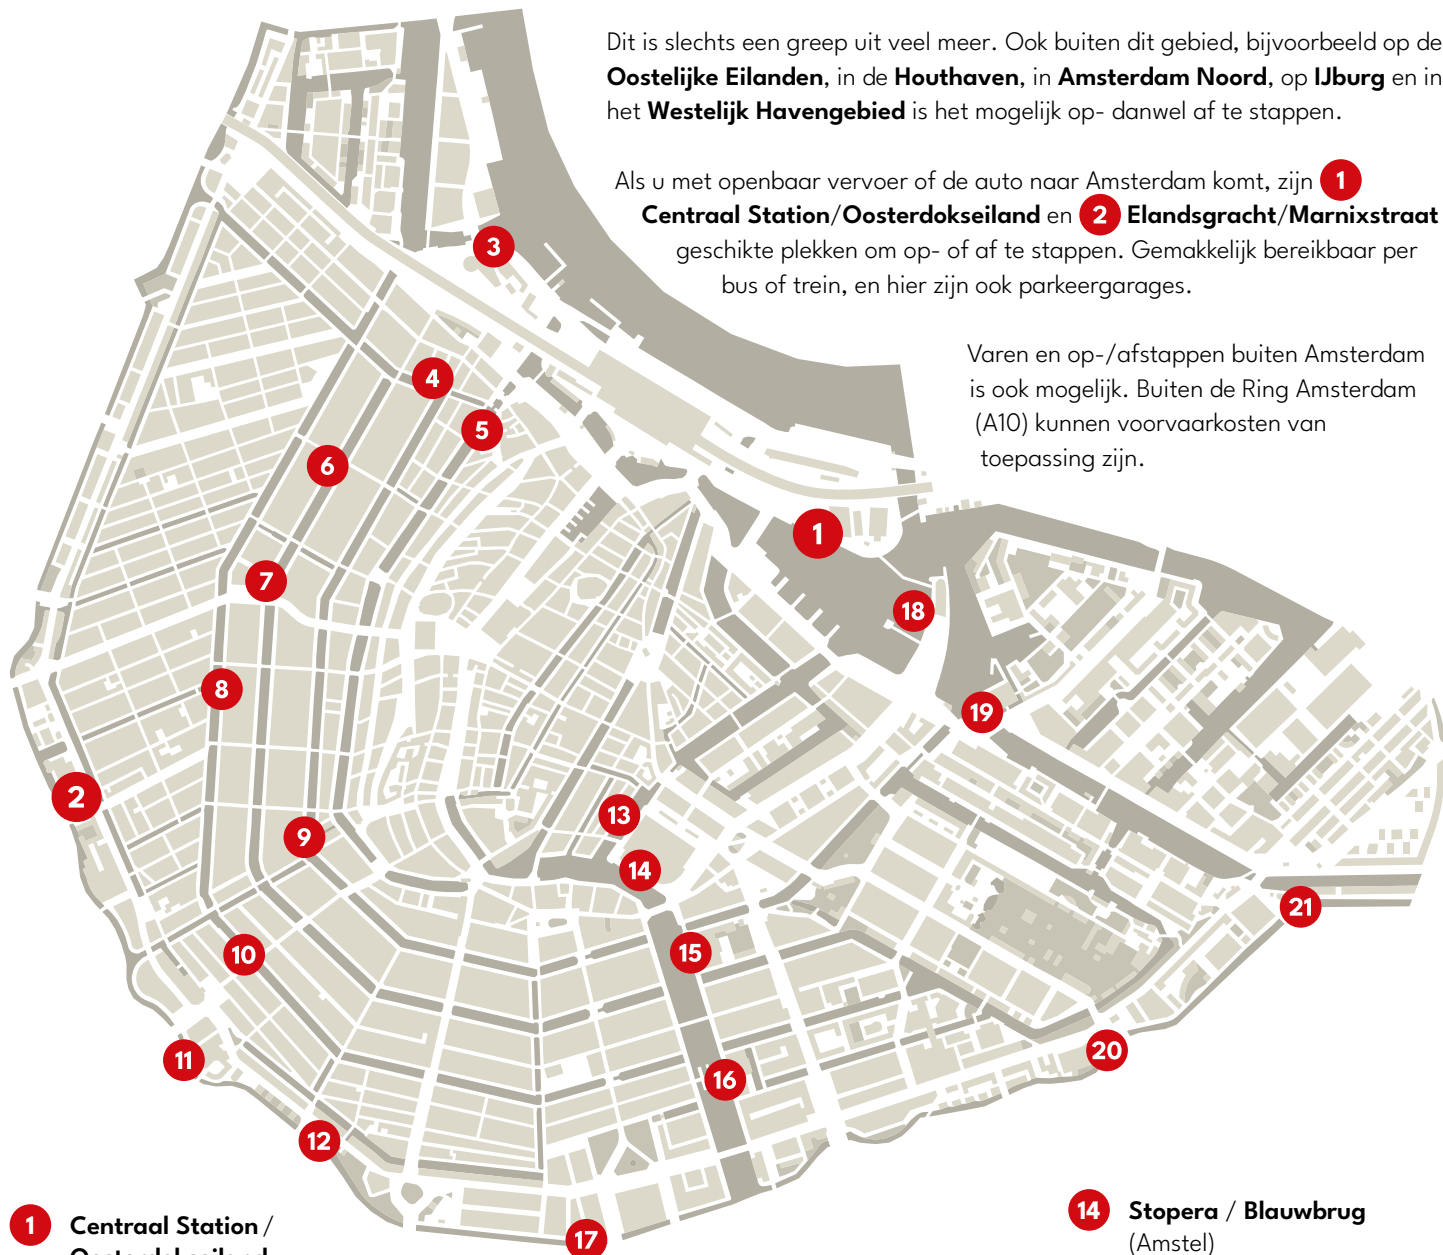 Dit is slechts een greep uit veel meer. Ook buiten dit gebied, bijvoorbeeld op de
Oostelijke Eilanden, in de Houthaven, in Amsterdam Noord, op IJburg en in
het Westelijk Havengebied is het mogelijk op- danwel af te stappen.
Als u met openbaar vervoer of de auto naar Amsterdam komt, zijn 1
Centraal Station/Oosterdokseiland en 2 Elandsgracht/Marnixstraat
geschikte plekken om op- of af te stappen. Gemakkelijk bereikbaar per
bus of trein, en hier zijn ook parkeergarages.
Varen en op-/afstappen buiten Amsterdam
is ook mogelijk. Buiten de Ring Amsterdam
(A10) kunnen voorvaarkosten van
toepassing zijn.
3
4
5
6
1
7
18
8
19
2
13
9
14
21
15
10
20
11
16
12
17
1 Centraal Station /
Oosterdokseiland
14 Stopera / Blauwbrug
(Amstel)